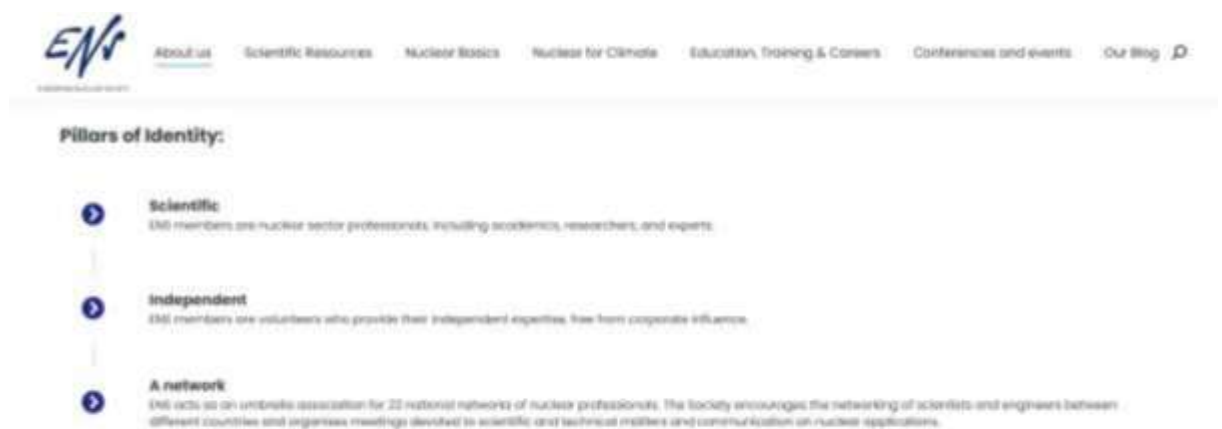 ENS
About us Scientific Resources Nuclear Basics Nuclear for Climate Education, Training & Careers Conferences and events Our Blog
Pillars of Identity:
Scientific
ENS members are nuclear sector professionals, including academics, researchers, and experts.
Independent
ENS members are volunteers who provide their independent expertise, free from corporate influence.
A network
ENS acts as an umbrella association for 22 national networks of nuclear professionals. The Society encourages the networking of scientists and engineers between
different countries and organises meetings devoted to scientific and technical matters and communication on nuclear applications.